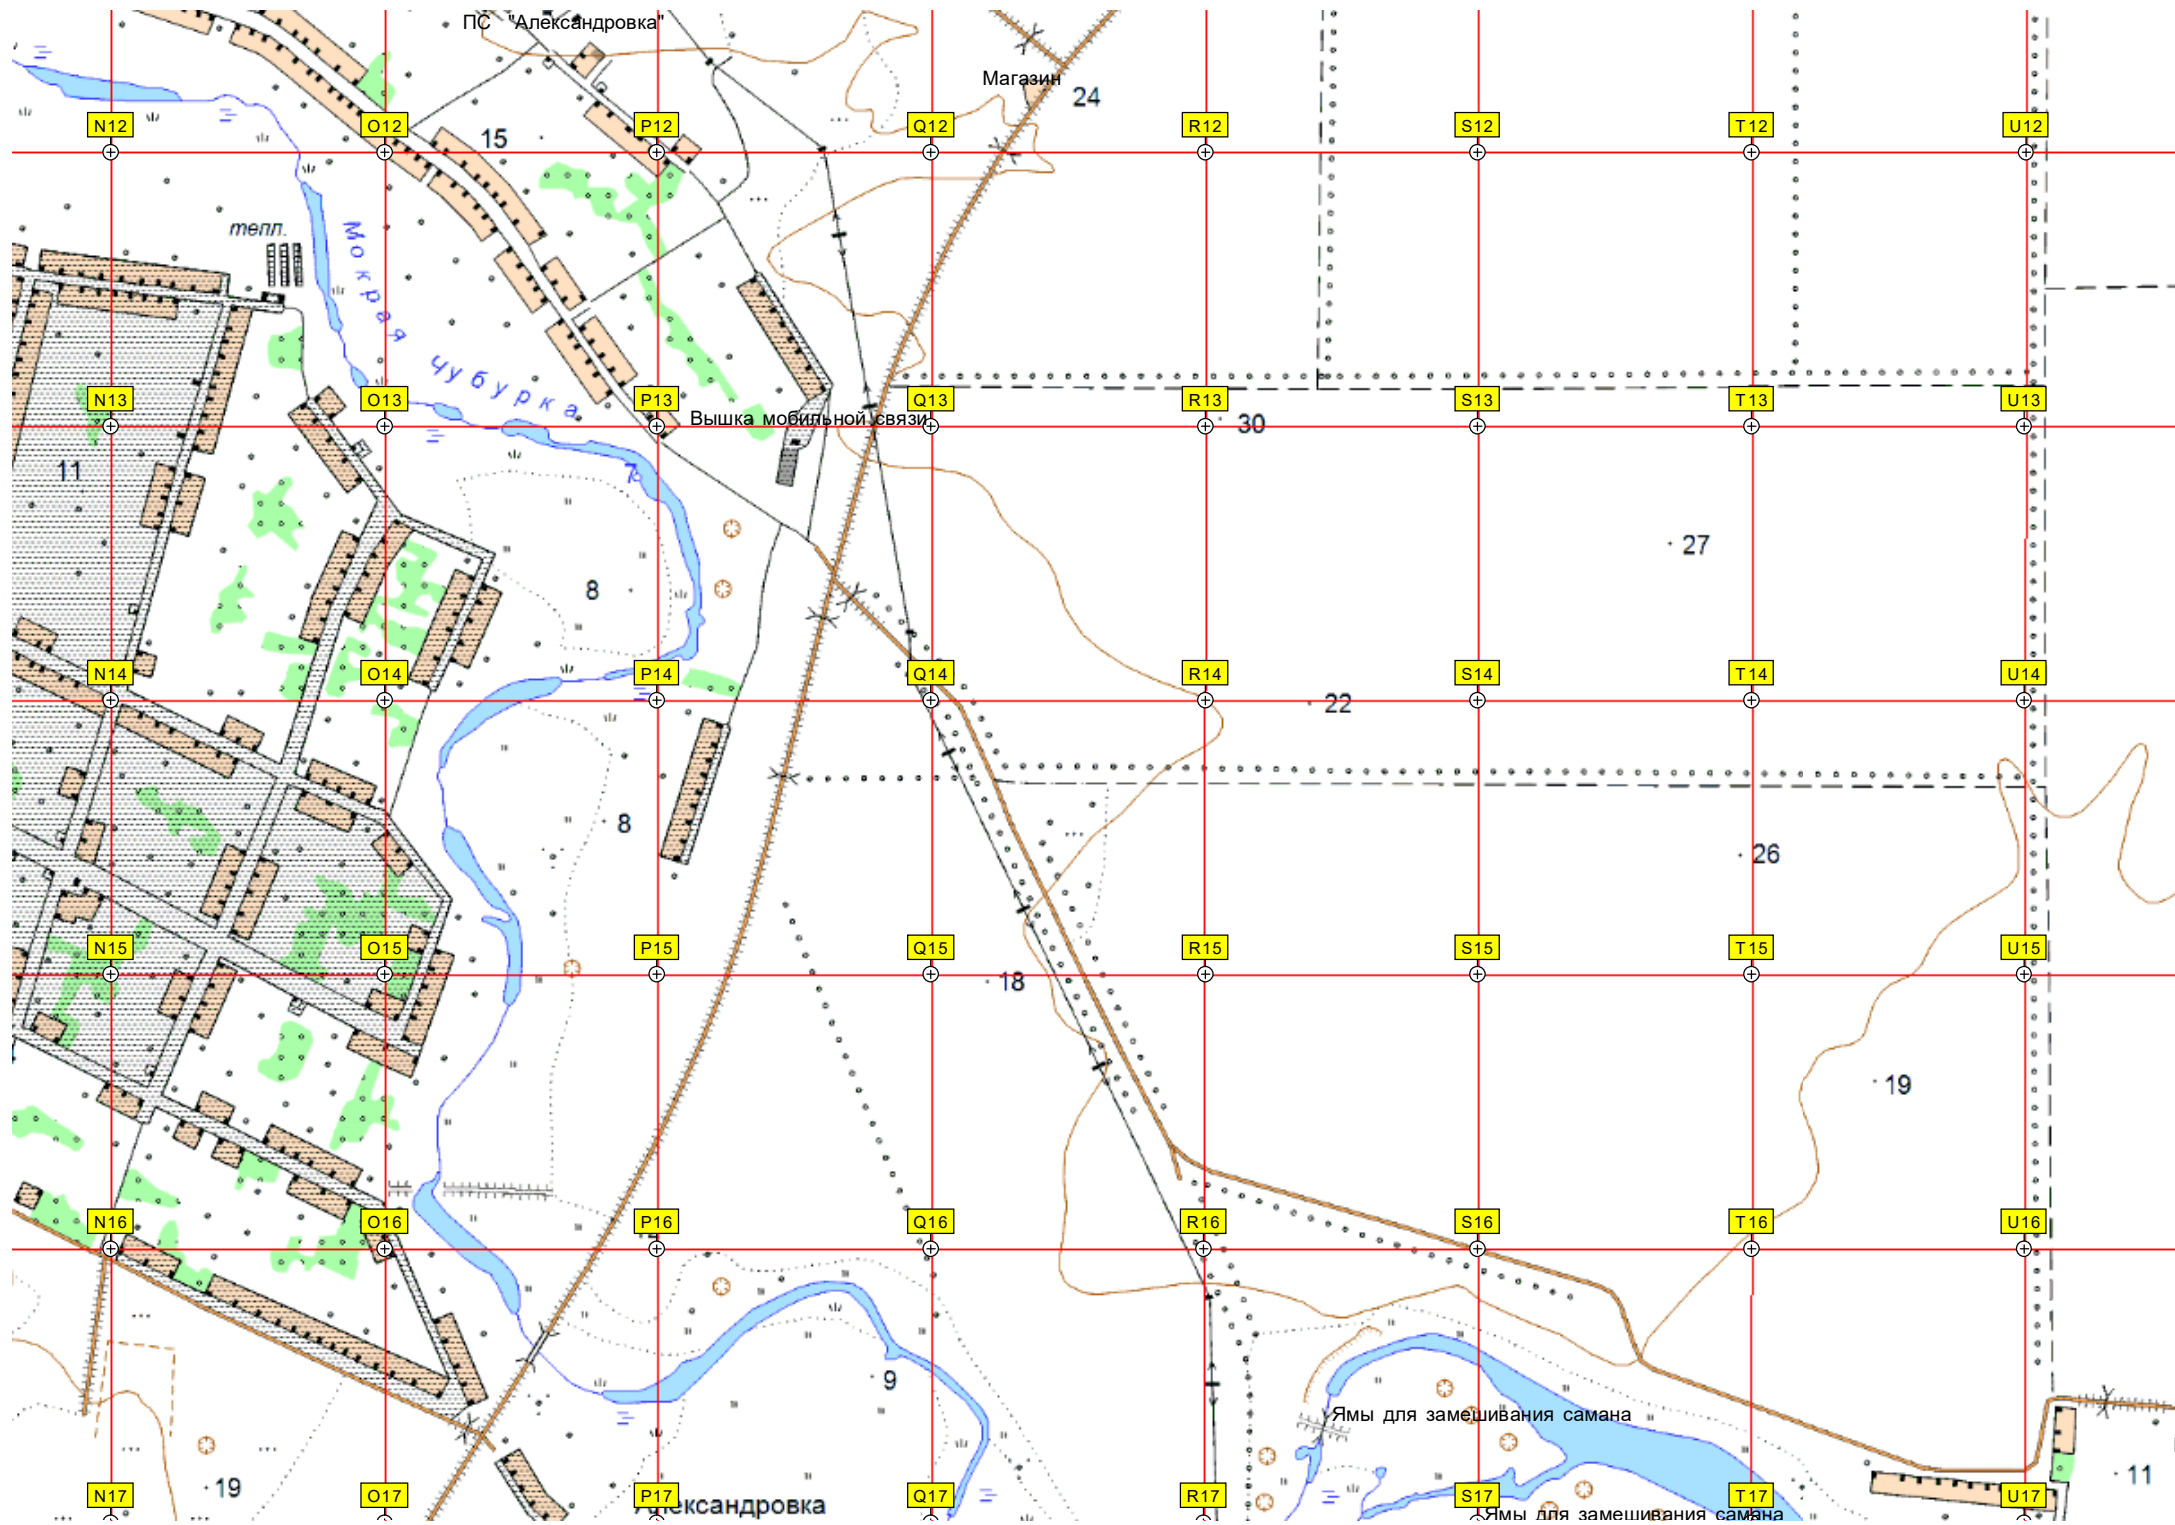 ПС "Александровка"
Магазин
24
N12 O12 15 P12 Q12 R12 S12 T12 U12
тепл.
Мокрая Чубурка
N13 O13 P13 Вышка мобильной связи Q13 R13 30 S13 T13 U13
11
7
27
8
N14 O14 P14 Q14 R14 22 S14 T14 U14
8
26
N15 O15 P15 Q15 18 R15 S15 T15 U15
19
N16 O16 P16 Q16 R16 S16 T16 U16
9
Ямы для замешивания самана
11
19
N17 O17 P17 Q17 R17 S17 T17 U17
Александровка
Ямы для замешивания самана